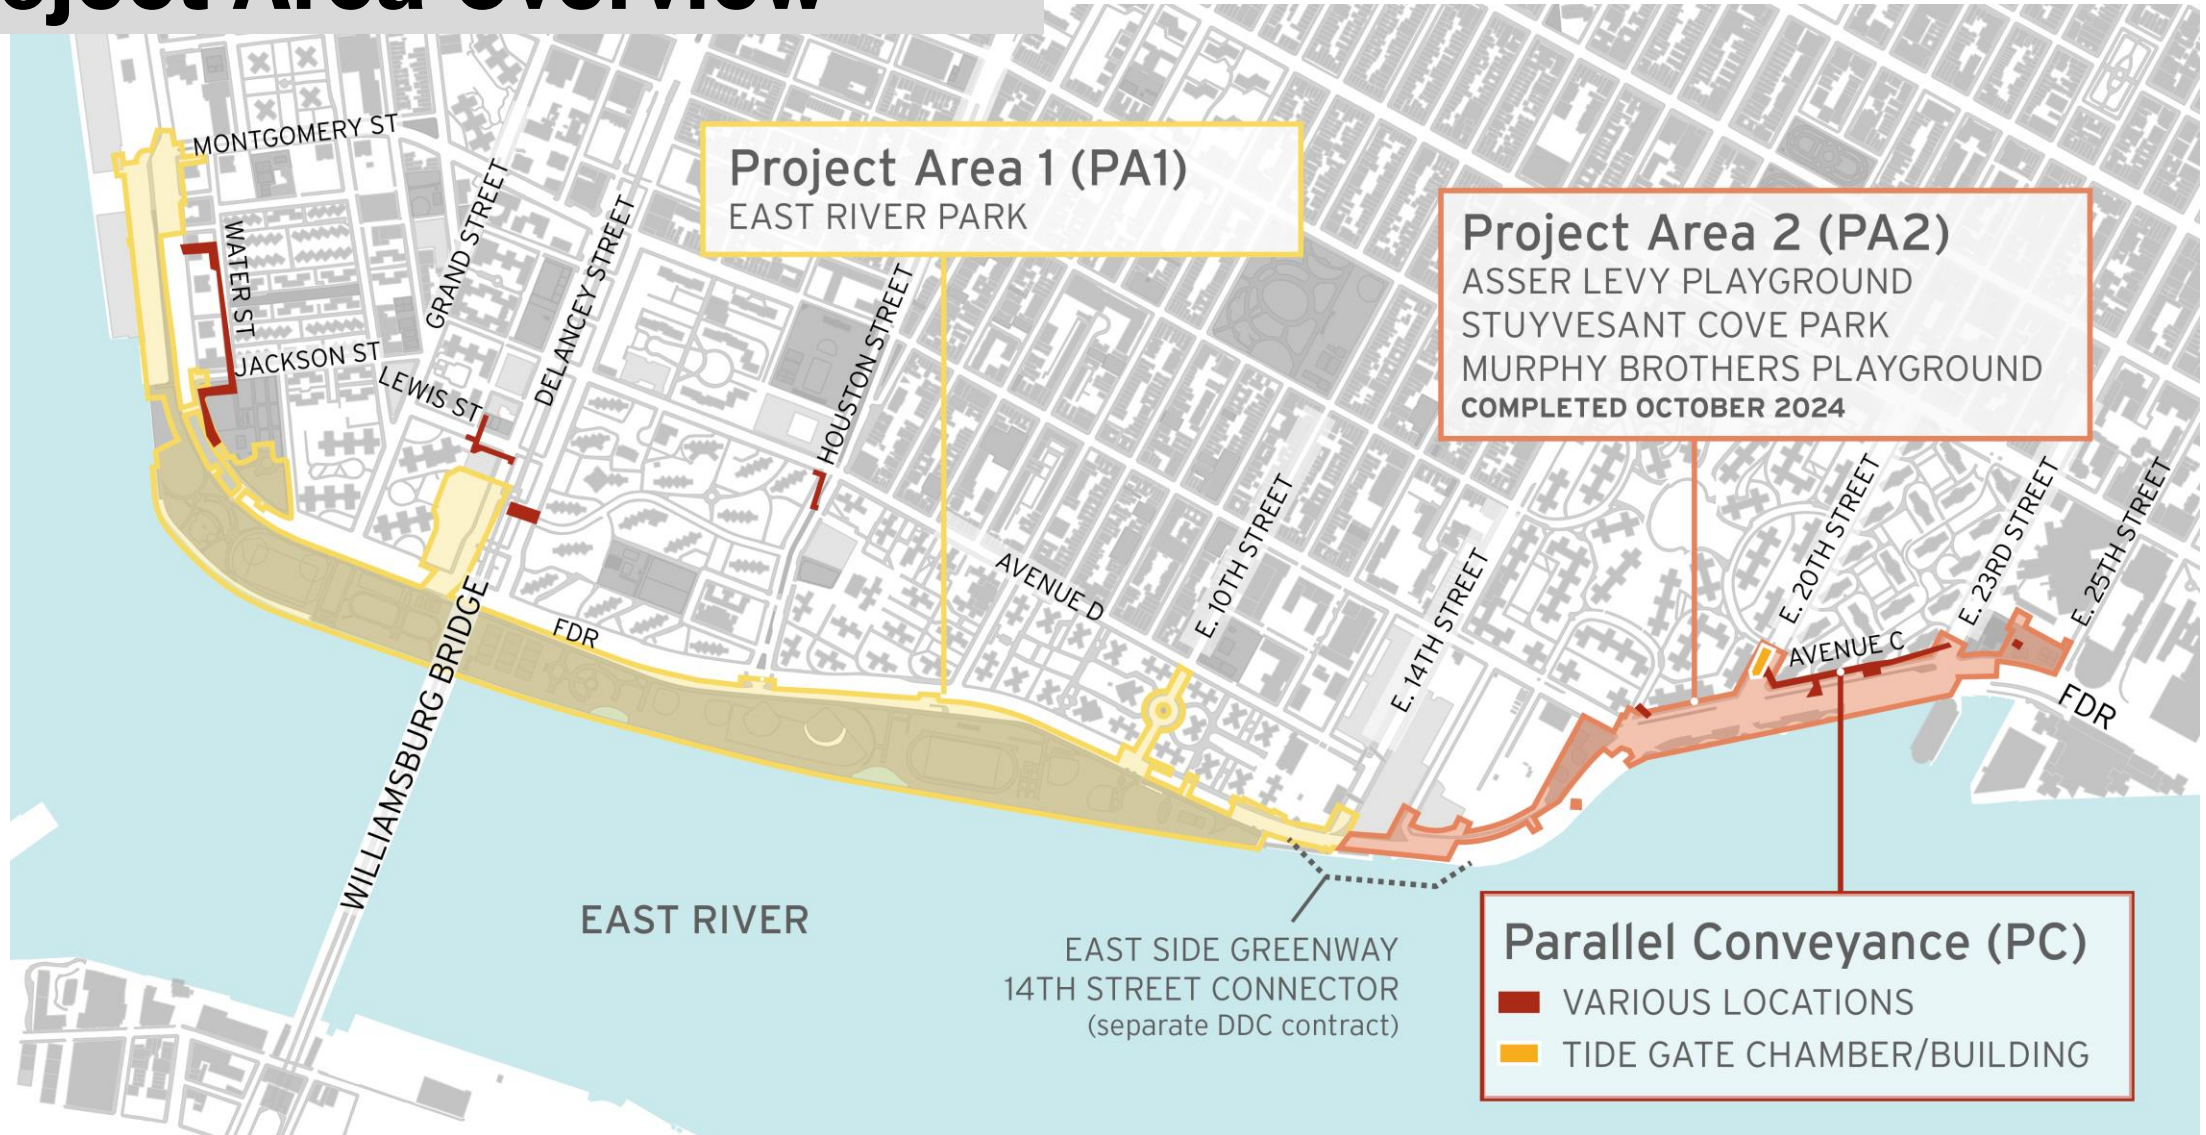 Project Area Overview
MONTGOMERY ST
WATER ST
JACKSON ST
GRAND STREET
LEWIS ST
DELANCEY STREET
HOUSTON STREET
Project Area 1 (PA1)
EAST RIVER PARK
Project Area 2 (PA2)
ASSER LEVY PLAYGROUND
STUYVESANT COVE PARK
MURPHY BROTHERS PLAYGROUND
COMPLETED OCTOBER 2024
AVENUE D
E. 10TH STREET
E. 14TH STREET
E. 20TH STREET
AVENUE C
E. 23RD STREET
E. 25TH STREET
FDR
FDR
WILLIAMSBURG BRIDGE
EAST RIVER
EAST SIDE GREENWAY
14TH STREET CONNECTOR
(separate DDC contract)
Parallel Conveyance (PC)
VARIOUS LOCATIONS
TIDE GATE CHAMBER/BUILDING